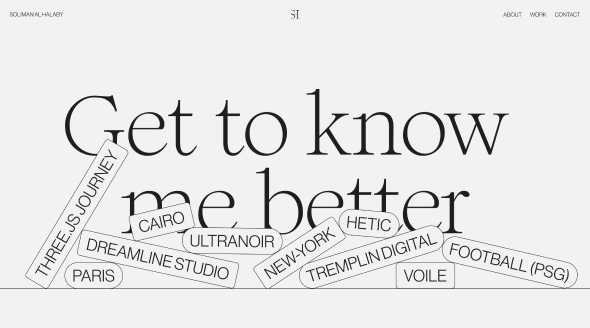 SOLIMAN AL HALABY
SI
ABOUT WORK CONTACT
Get to know
me better
THREE.JS JOURNEY
CAIRO
HETIC
ULTRANOIR
NEW-YORK
DREAMLINE STUDIO
TREMPLIN DIGITAL
FOOTBALL (PSG)
PARIS
VOILE